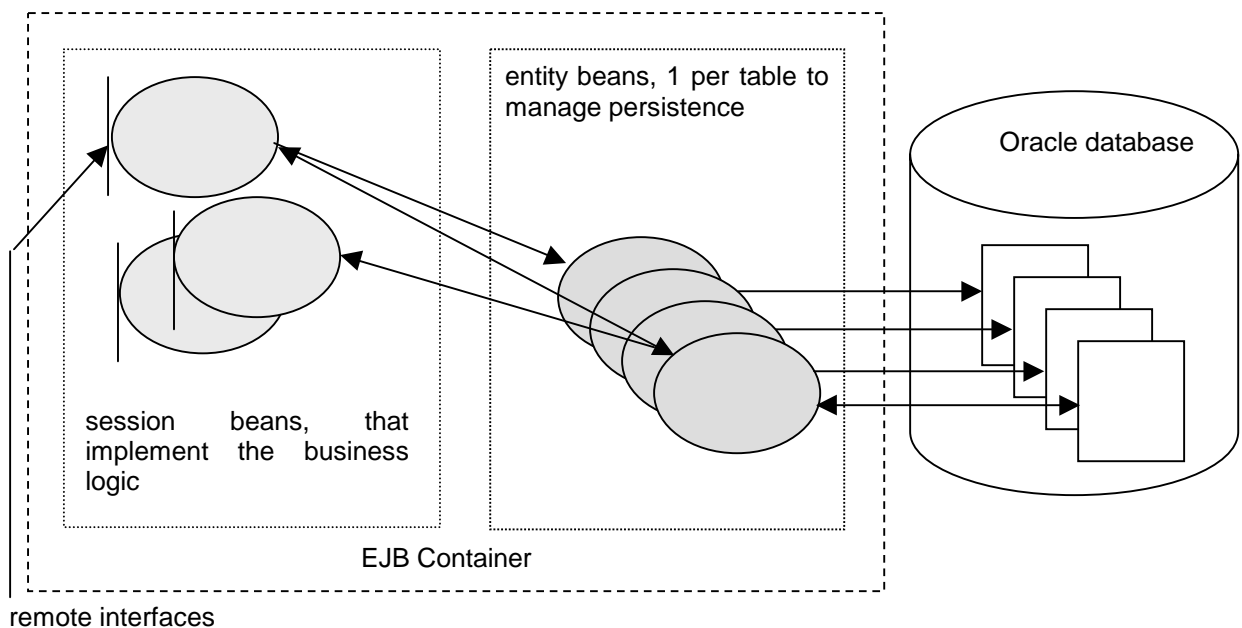 entity beans, 1 per table to
manage persistence
Oracle database
session beans, that
implement the business
logic
EJB Container
remote interfaces